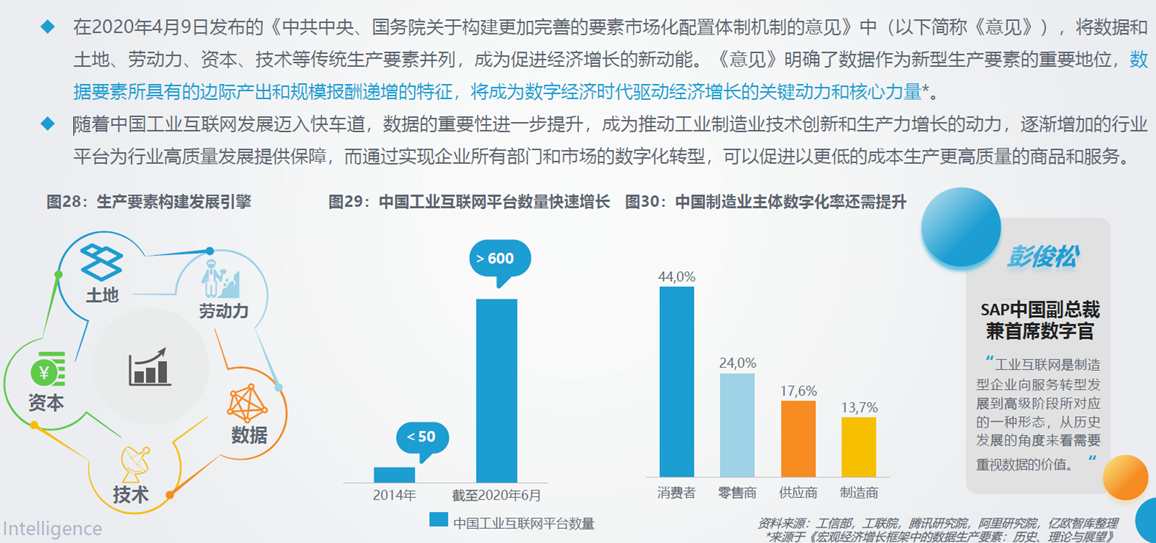 在2020年4月9日发布的《中共中央、国务院关于构建更加完善的要素市场化配置体制机制的意见》中（以下简称《意见》），将数据和
土地、劳动力、资本、技术等传统生产要素并列，成为促进经济增长的新动能。《意见》明确了数据作为新型生产要素的重要地位，数
据要素所具有的边际产出和规模报酬递增的特征，将成为数字经济时代驱动经济增长的关键动力和核心力量*。
随着中国工业互联网发展迈入快车道，数据的重要性进一步提升，成为推动工业制造业技术创新和生产力增长的动力，逐渐增加的行业
平台为行业高质量发展提供保障，而通过实现企业所有部门和市场的数字化转型，可以促进以更低的成本生产更高质量的商品和服务。
图28：生产要素构建发展引擎
土地
劳动力
资本
¥
数据
技术
图29：中国工业互联网平台数量快速增长
＞600
＜50
2014年
截至2020年6月
中国工业互联网平台数量
图30：中国制造业主体数字化率还需提升
44,0%
24,0%
17,6%
13,7%
消费者
零售商
供应商
制造商
彭俊松
SAP中国副总裁
兼首席数字官
“工业互联网是制造
型企业向服务转型发
展到高级阶段所对应
的一种形态，从历史
发展的角度来看需要
重视数据的价值。“
Intelligence
资料来源：工信部，工联院，腾讯研究院，阿里研究院，亿欧智库整理
*来源于《宏观经济增长框架中的数据生产要素：历史、理论与展望》